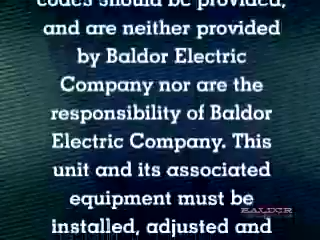 codes should be provided,
and are neither provided
by Baldor Electric
Company nor are the
responsibility of Baldor
Electric Company. This
unit and its associated
equipment must be
BALDOR
installed, adjusted and